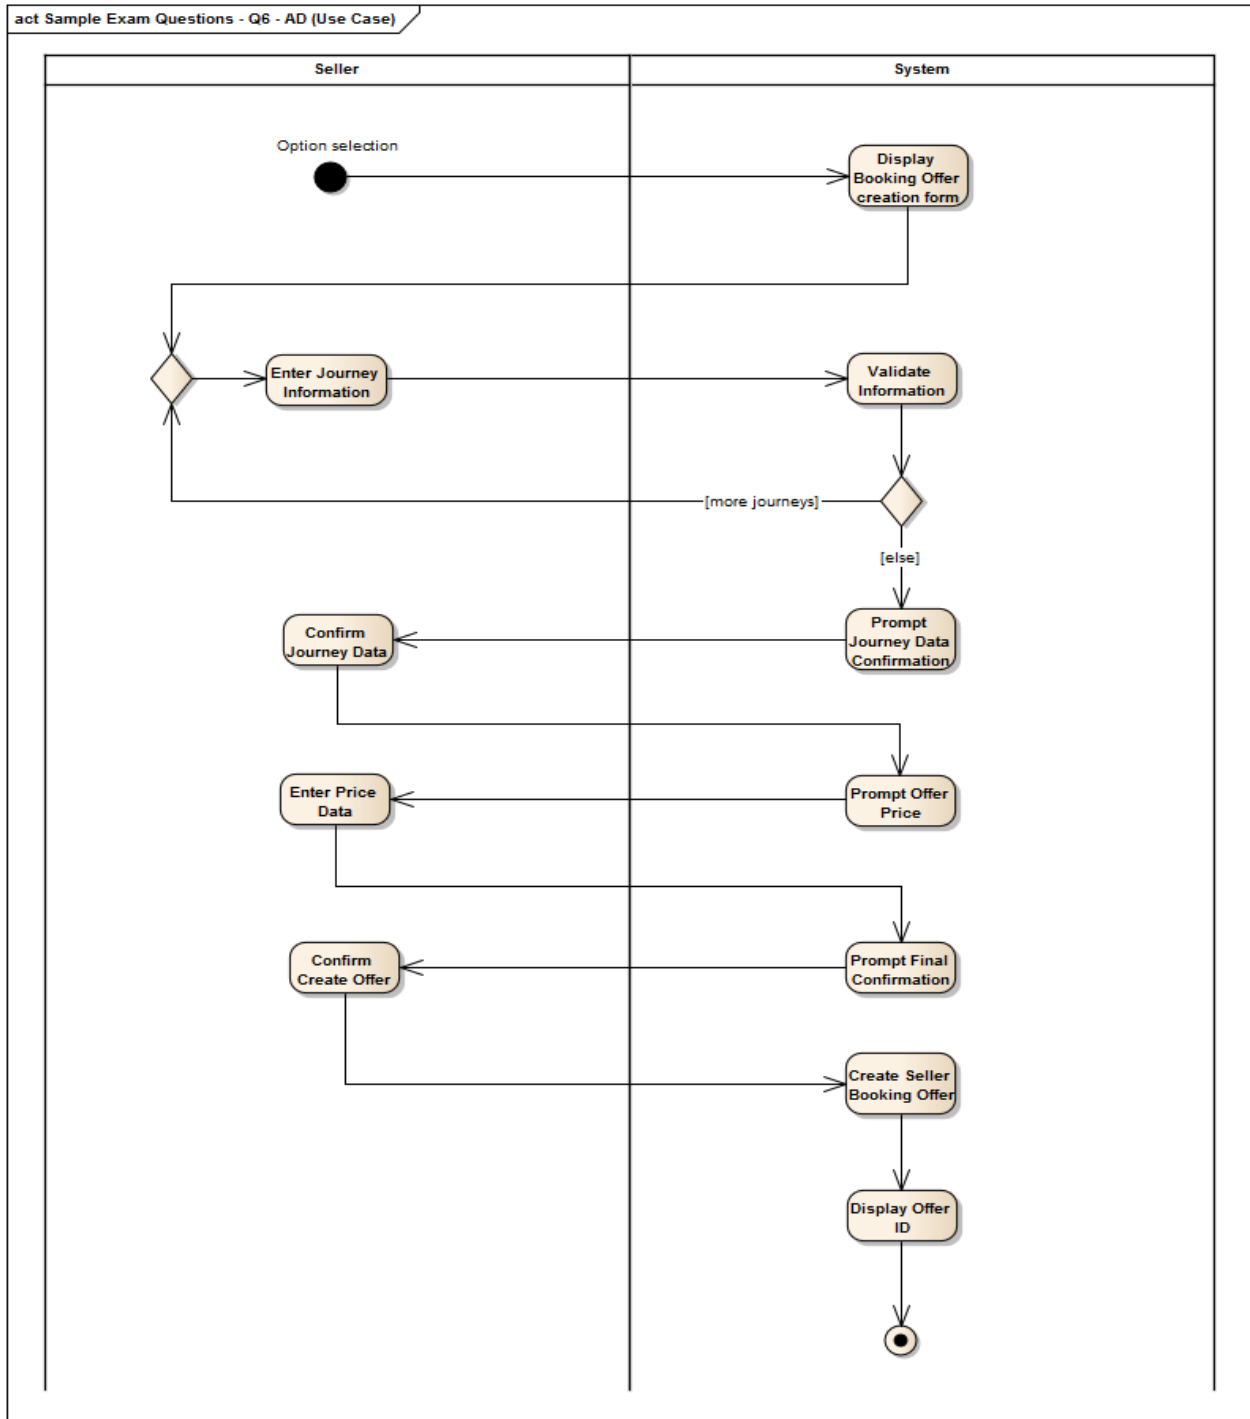 act Sample Exam Questions - Q6 - AD (Use Case)
Seller
System
Option selection
Display
Booking Offer
creation form
Enter Journey
Information
Validate
Information
[more journeys]
[else]
Confirm
Journey Data
Prompt
Journey Data
Confirmation
Enter Price
Data
Prompt Offer
Price
Confirm
Create Offer
Prompt Final
Confirmation
Create Seller
Booking Offer
Display Offer
ID